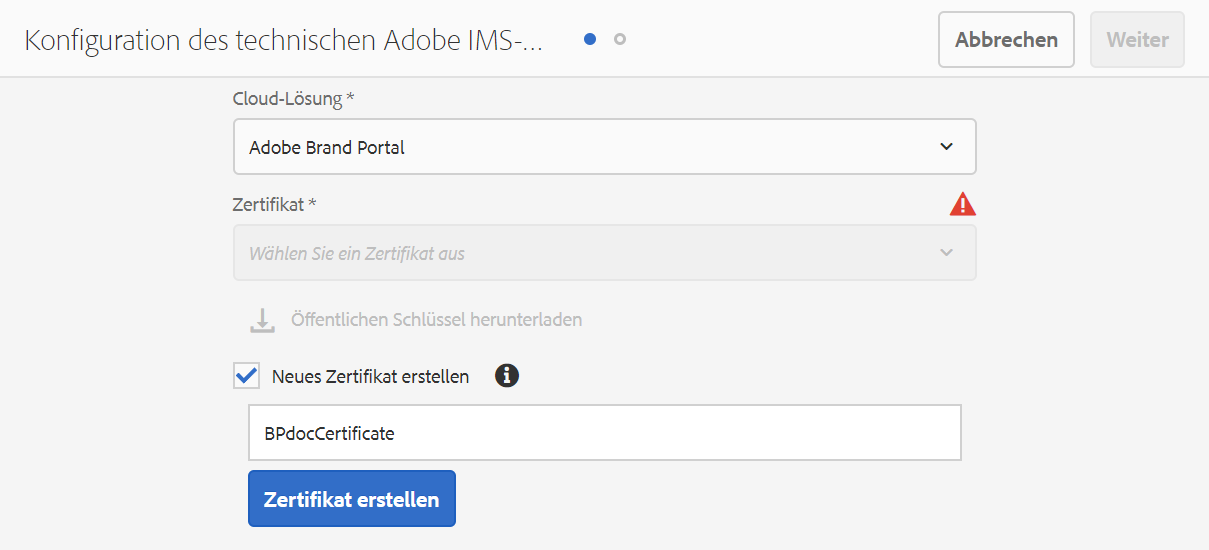 Konfiguration des technischen Adobe IMS-...
Abbrechen
Weiter
Cloud-Lösung *
Adobe Brand Portal
Zertifikat *
Wählen Sie ein Zertifikat aus
Öffentlichen Schlüssel herunterladen
Neues Zertifikat erstellen
BPdocCertificate
Zertifikat erstellen